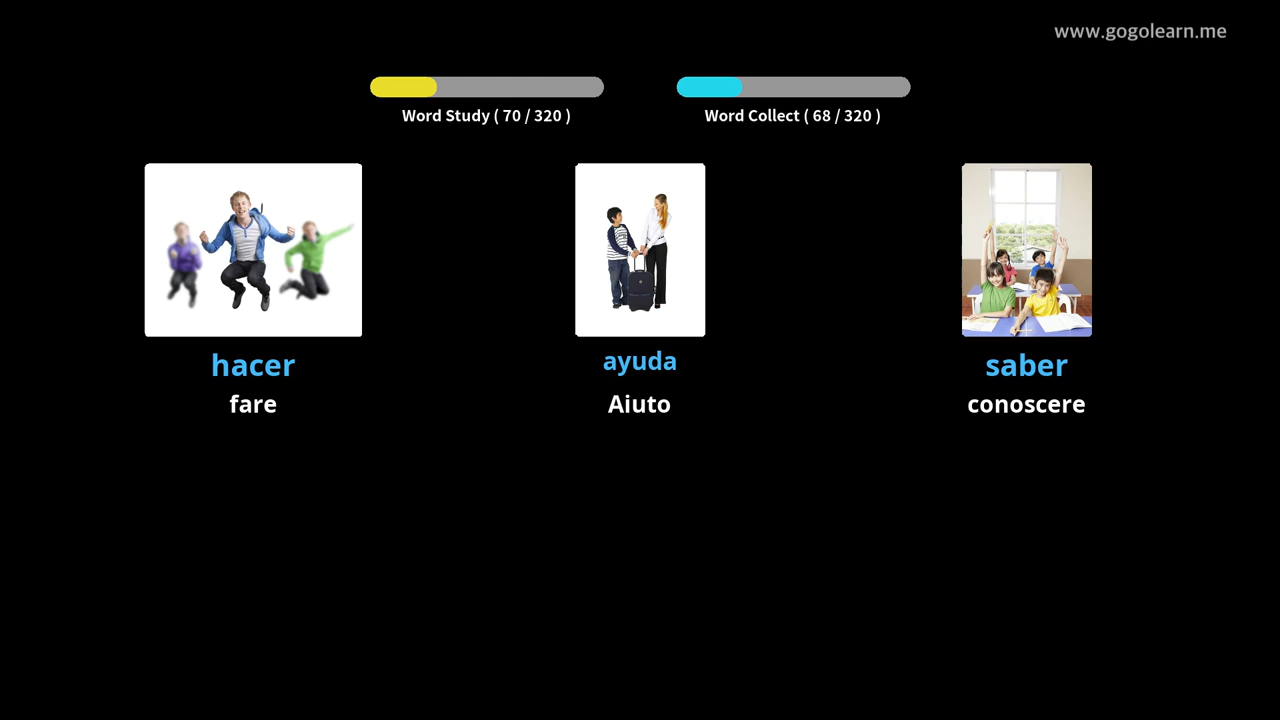 www.gogolearn.me
Word Study ( 70 / 320 )
Word Collect ( 68 / 320 )
hacer
fare
ayuda
Aiuto
saber
conoscere